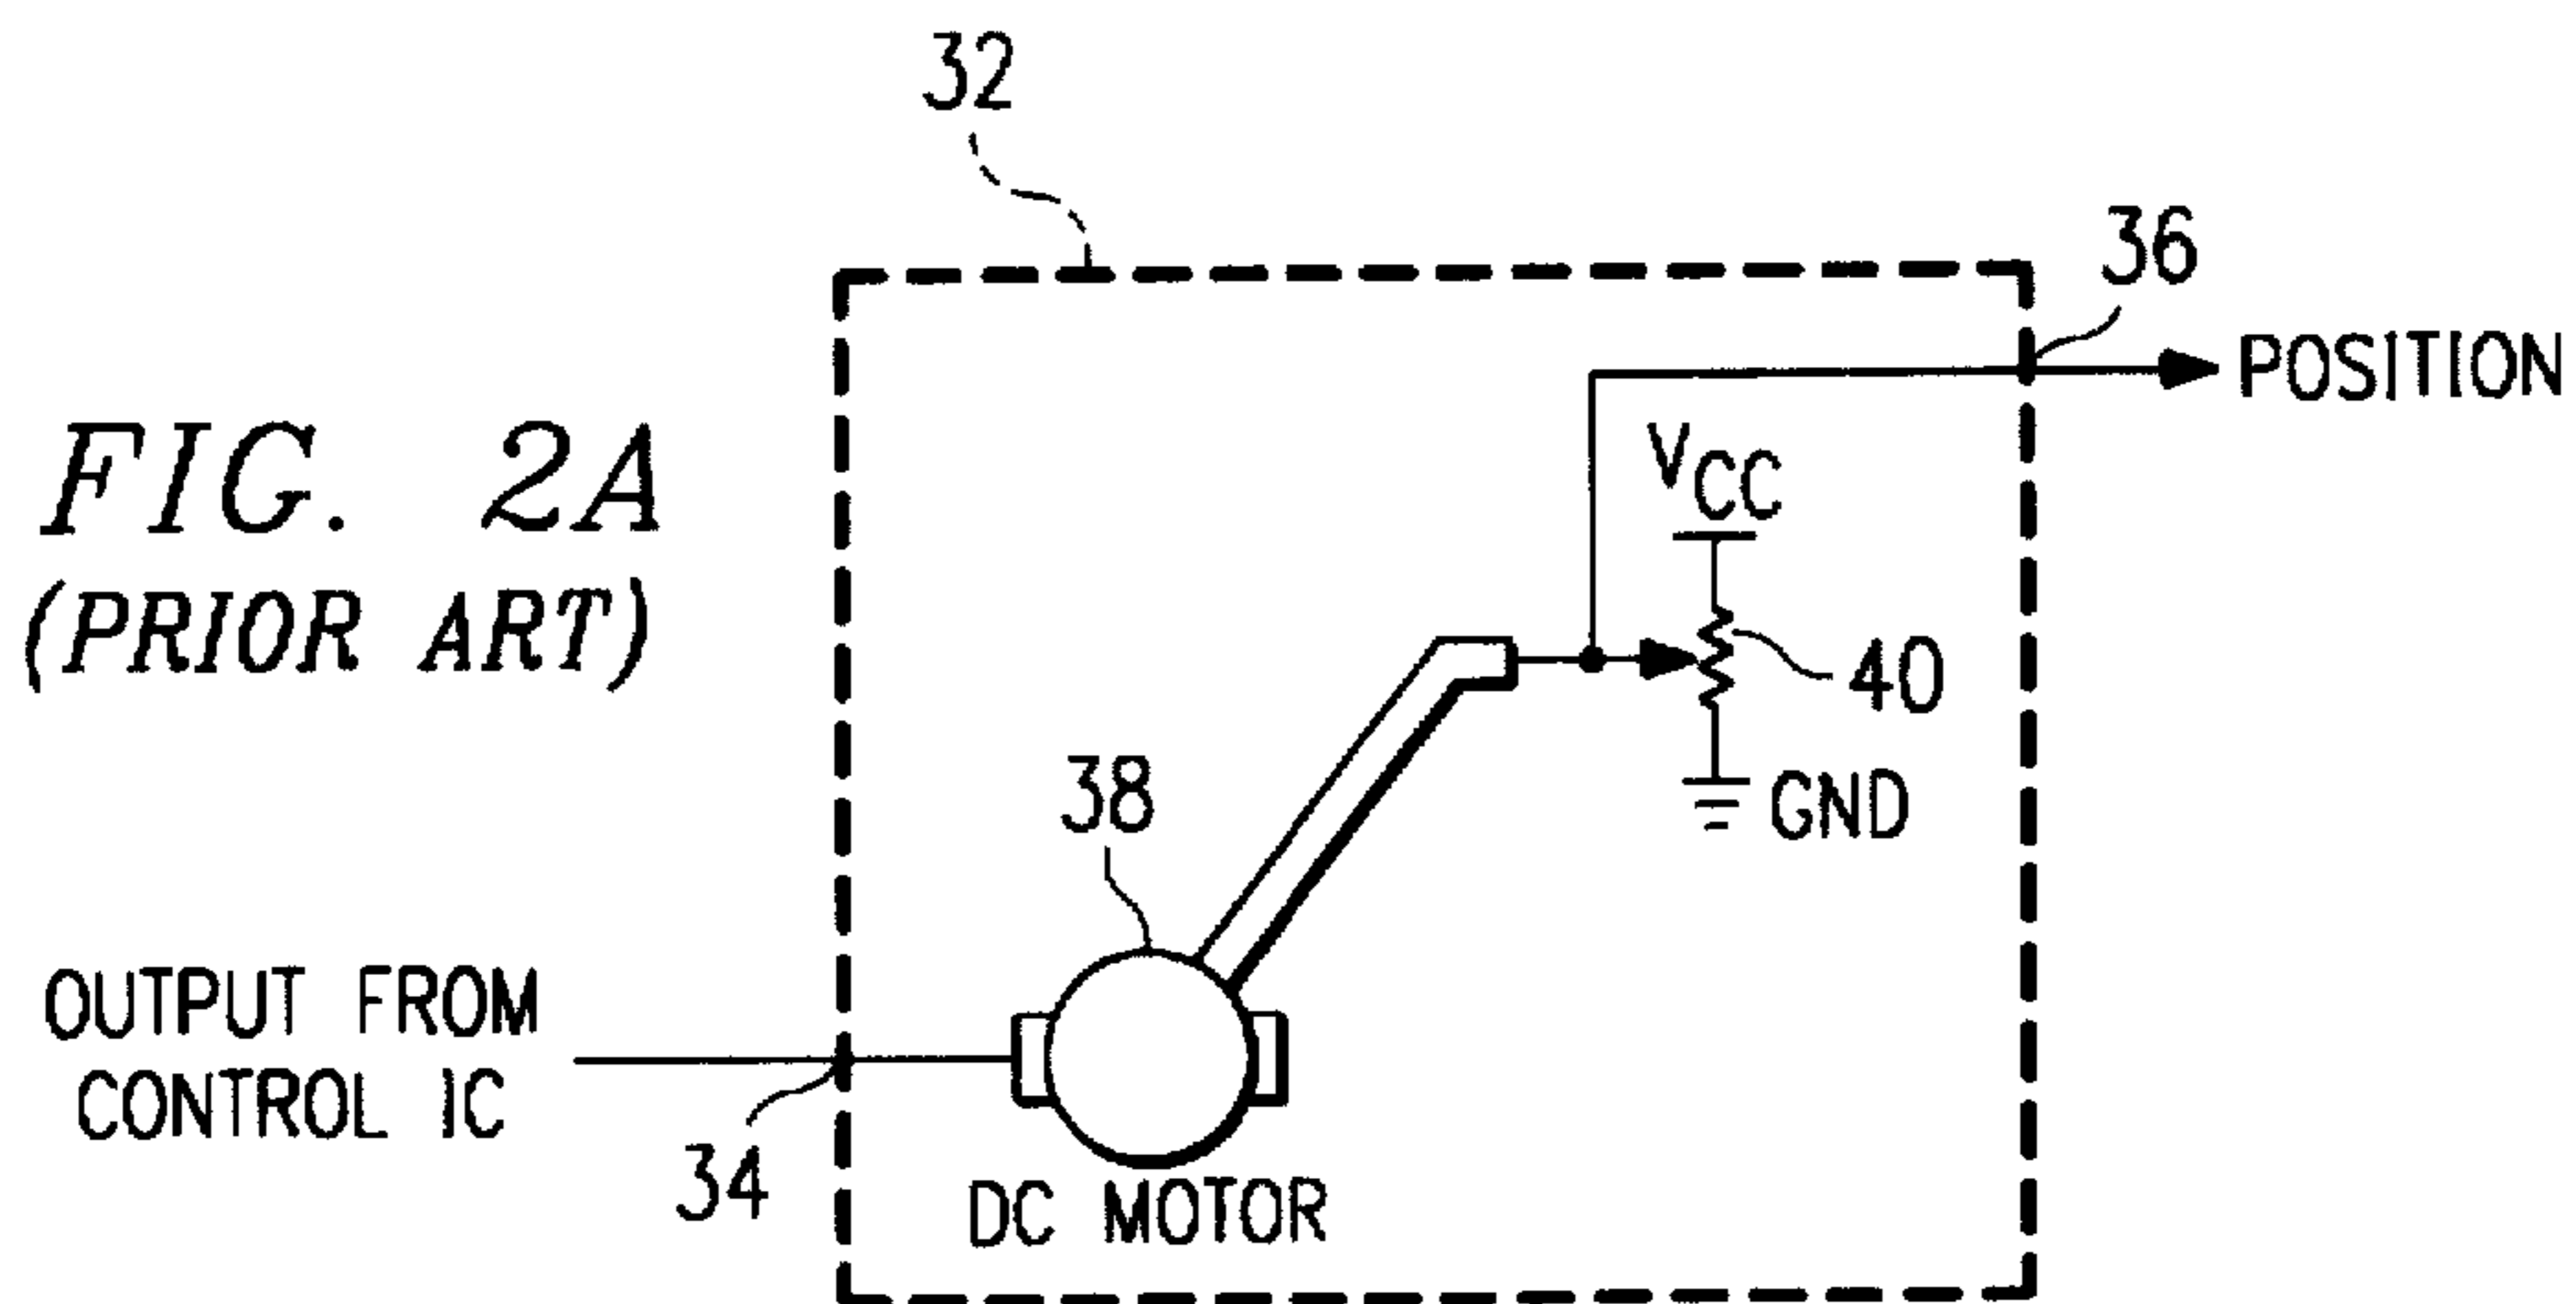 32
36
POSITION
FIG. 2A
(PRIOR ART)
VCC
40
GND
38
OUTPUT FROM
CONTROL IC
34
DC MOTOR